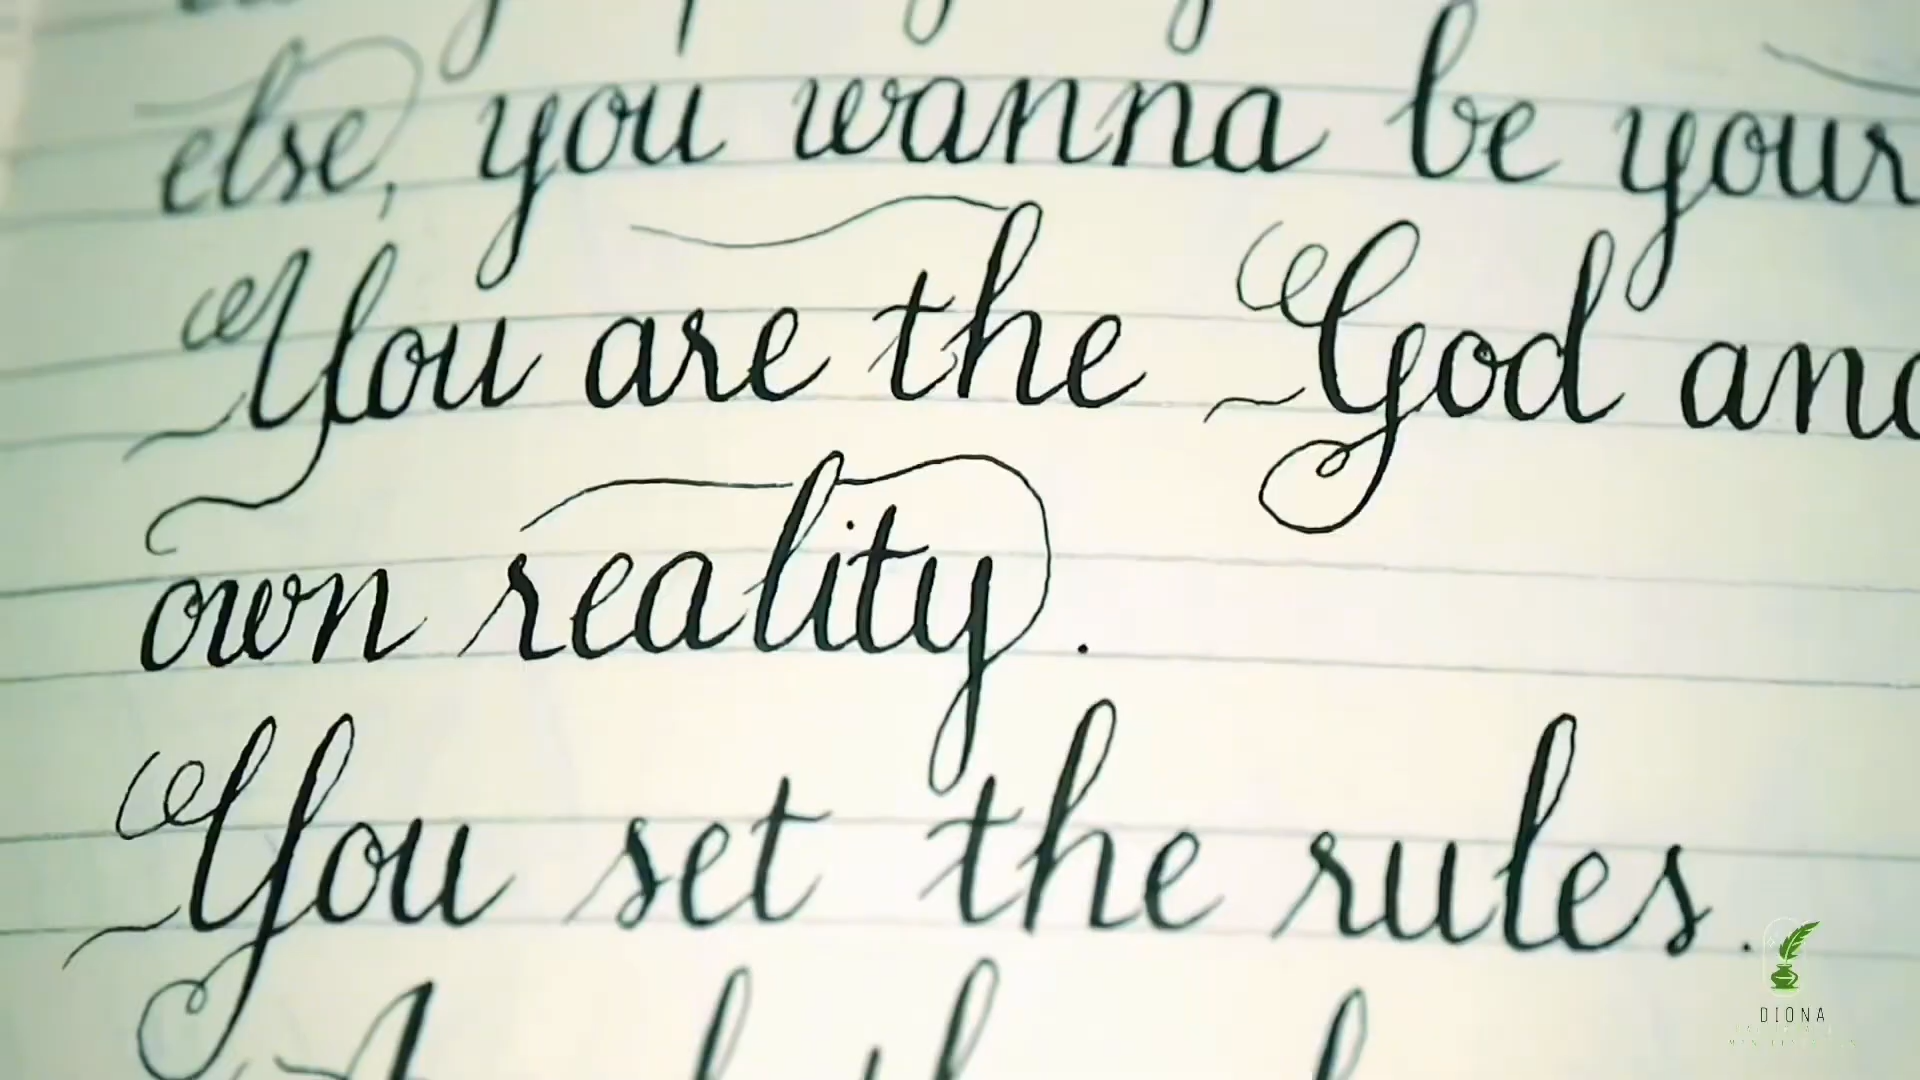 else, you wanna be your
You are the God and
own reality.
You set the rules.
DIONA